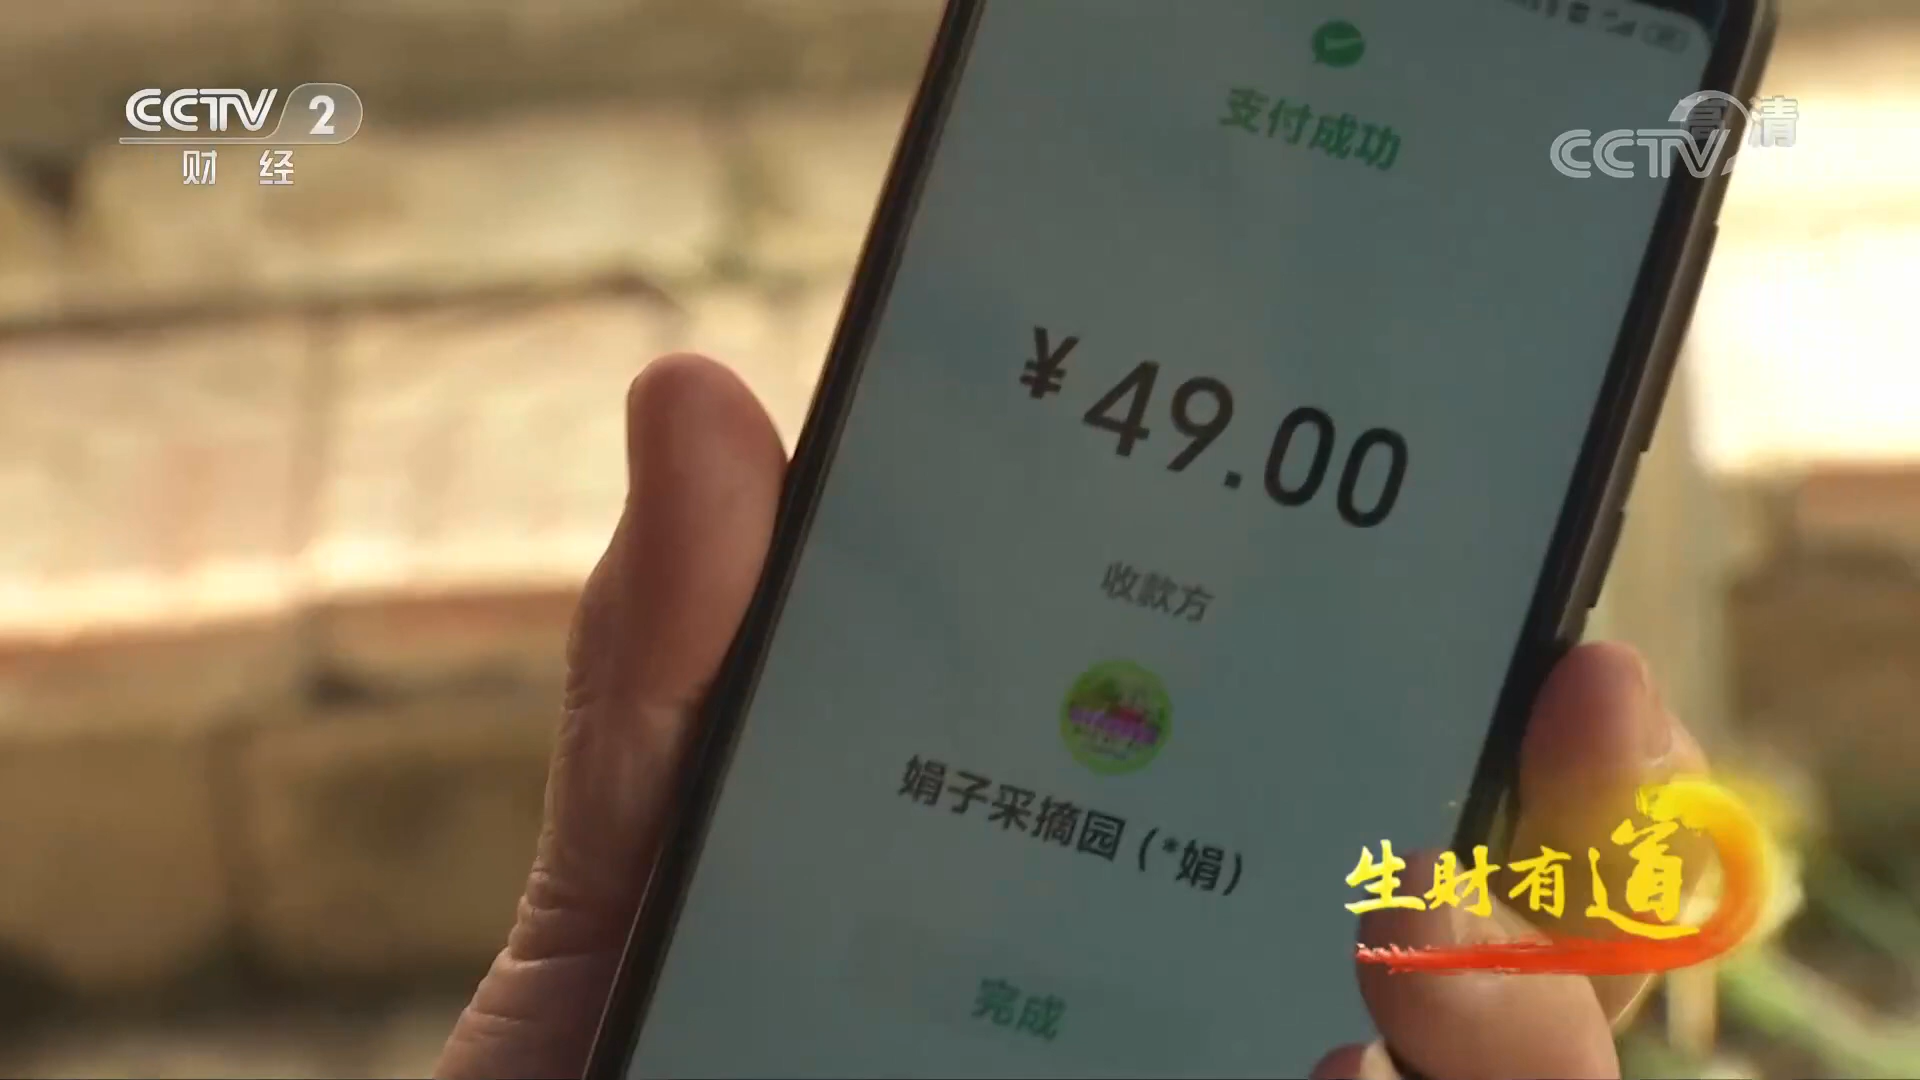 CCTV 2
财 经
高清
CCTV
支付成功
¥49.00
收款方
娟子采摘园(*娟)
完成
生财有道